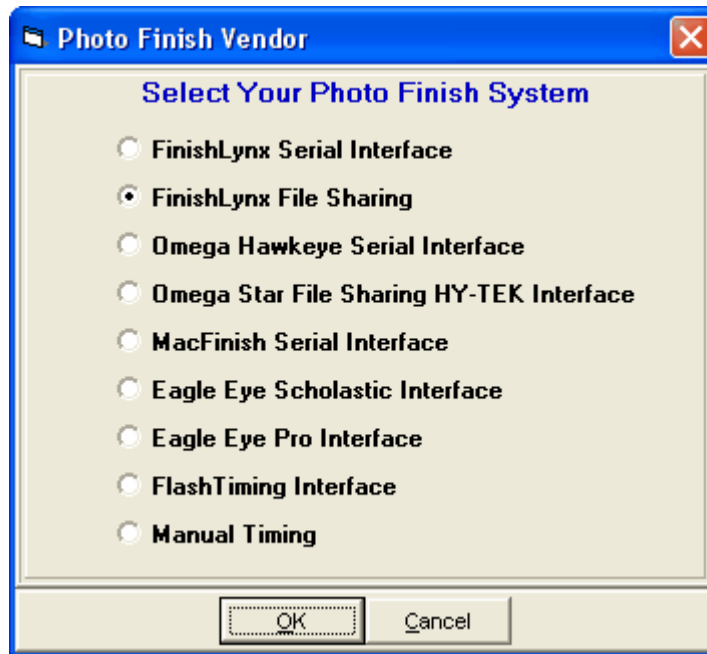 Photo Finish Vendor
Select Your Photo Finish System
FinishLynx Serial Interface
FinishLynx File Sharing
Omega Hawkeye Serial Interface
Omega Star File Sharing HY-TEK Interface
MacFinish Serial Interface
Eagle Eye Scholastic Interface
Eagle Eye Pro Interface
FlashTiming Interface
Manual Timing
OK Cancel